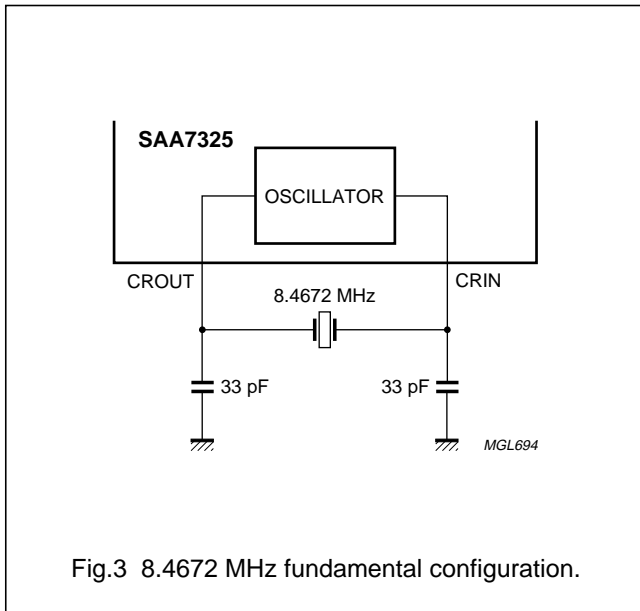 SAA7325
OSCILLATOR
CROUT
CRIN
8.4672 MHz
33 pF
33 pF
MGL694
Fig.3 8.4672 MHz fundamental configuration.